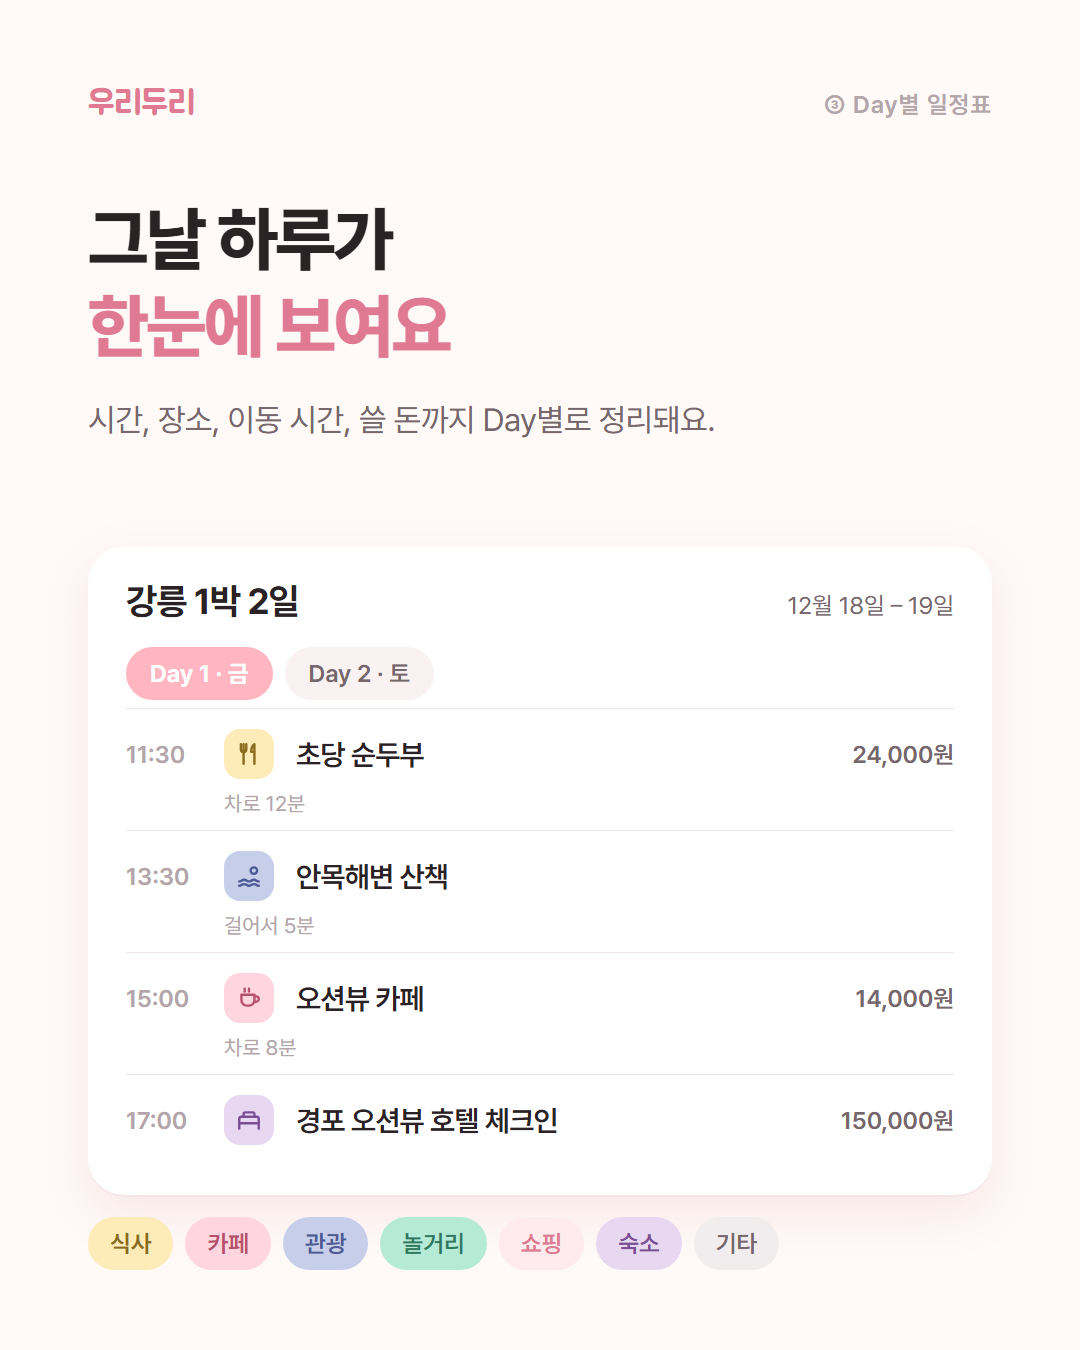 우리두리
③ Day별 일정표
그날 하루가
한눈에 보여요
시간, 장소, 이동 시간, 쓸 돈까지 Day별로 정리돼요.
강릉 1박 2일
12월 18일 – 19일
Day 1 · 금
Day 2 · 토
11:30 초당 순두부 24,000원
차로 12분
13:30 안목해변 산책
걸어서 5분
15:00 오션뷰 카페 14,000원
차로 8분
17:00 경포 오션뷰 호텔 체크인 150,000원
식사 카페 관광 놀거리 쇼핑 숙소 기타